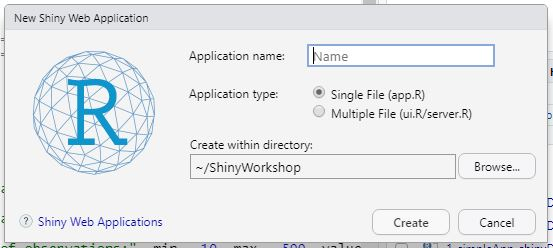 New Shiny Web Application
R
Application name:
Name
Application type:
Single File (app.R)
Multiple File (ui.R/server.R)
Create within directory:
~/ShinyWorkshop
Browse...
? Shiny Web Applications
Create
Cancel
of observations:" min 10 max 500 value
1 simpleApp shiny